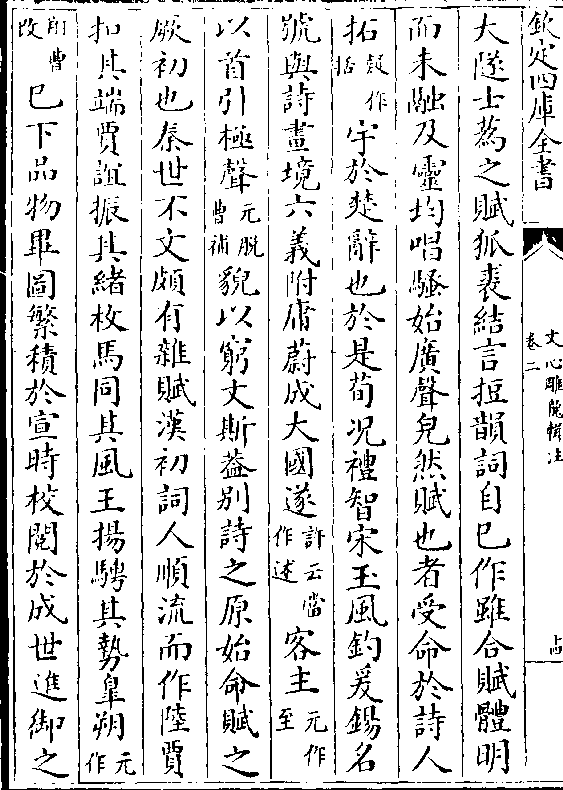 欽定四庫全書
文心雕龍輯注
卷二
大隧士蔿之賦狐裘結言㧖韻詞自已作雖合賦體明
而未融及靈均唱騷始廣聲皃然賦也者受命於詩人
拓疑作括宇於楚辭也於是荀况禮智宋玉風釣爰錫名
號與詩畫境六義附庸蔚成大國遂許云當作述客主元作至
以首引極聲元脱曹補貌以窮文斯葢别詩之原始命賦之
厥初也秦世不文頗有雜賦漢初詞人順流而作陸賈
扣其端賈誼振其緒枚馬同其風王揚騁其勢臯朔元作
朔曹改已下品物畢圖繁積於宣時校閲於成世進御之